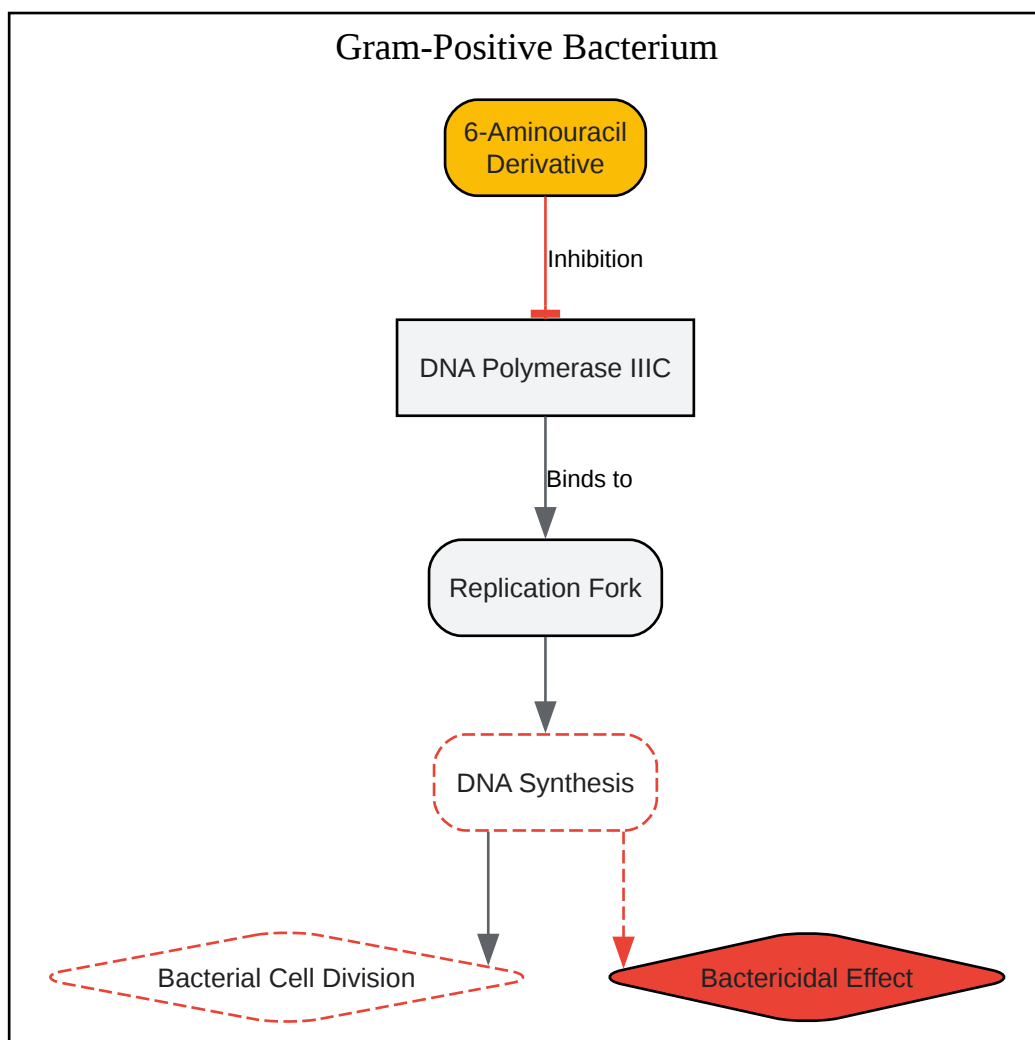 Gram-Positive Bacterium
6-Aminouracil
Derivative
Inhibition
DNA Polymerase IIIC
Binds to
Replication Fork
DNA Synthesis
Bacterial Cell Division
Bactericidal Effect